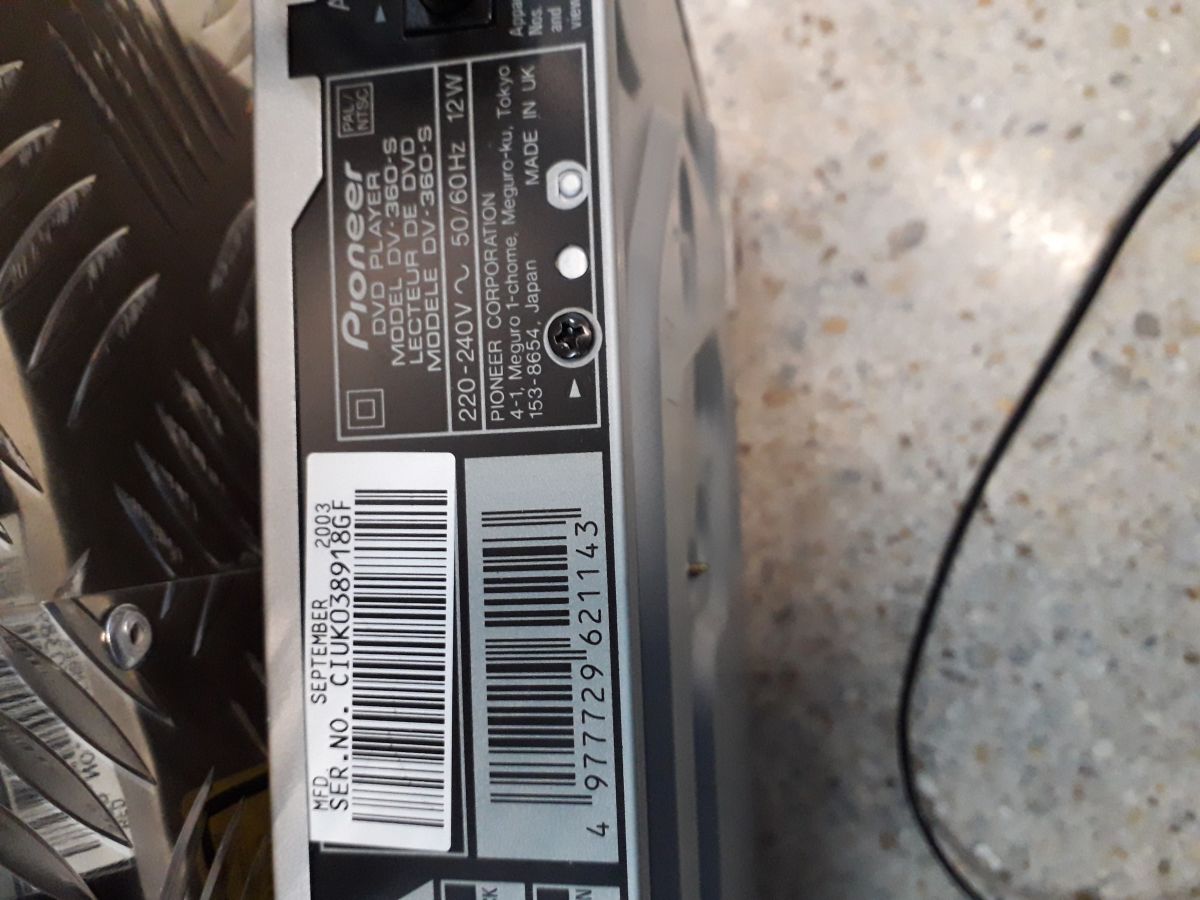 Pioneer
PAL/
NTSC
DVD PLAYER
MODEL DV-360-S
LECTEUR DE DVD
MODELE DV-360-S
220-240V ~ 50/60Hz 12W
PIONEER CORPORATION
4-1, Meguro 1-chome, Meguro-ku, Tokyo
153-8654, Japan MADE IN UK
MFD SEPTEMBER 2003
SER.NO. CIUK038918GF
4 977729 621143
Nos.
and